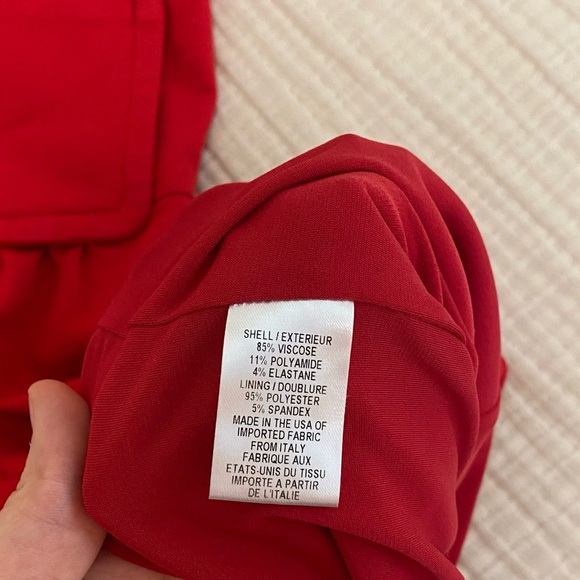 SHELL / EXTERIEUR
85% VISCOSE
11% POLYAMIDE
4% ELASTANE
LINING / DOUBLURE
95% POLYESTER
5% SPANDEX
MADE IN THE USA OF
IMPORTED FABRIC
FROM ITALY
FABRIQUE AUX
ETATS-UNIS DU TISSU
IMPORTE A PARTIR
DE L'ITALIE